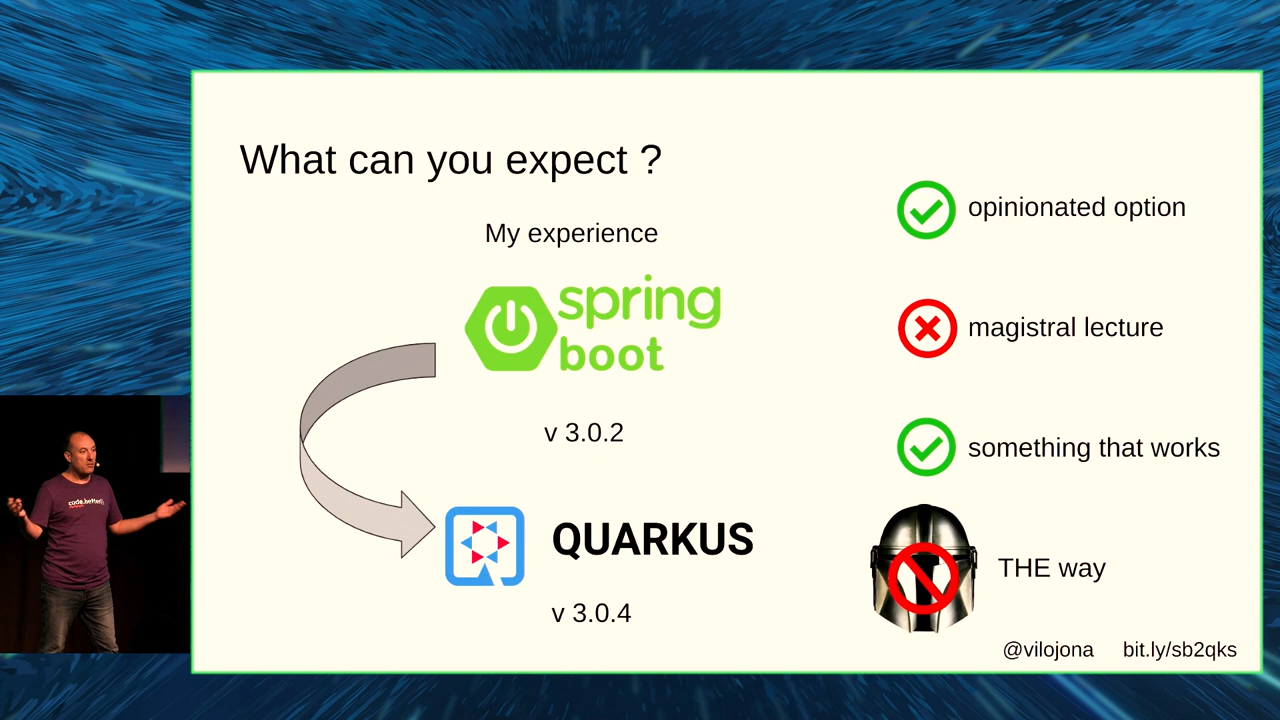 What can you expect ?
My experience
spring
boot
v 3.0.2
QUARKUS
v 3.0.4
opinionated option
magistral lecture
something that works
THE way
@vilojona bit.ly/sb2qks